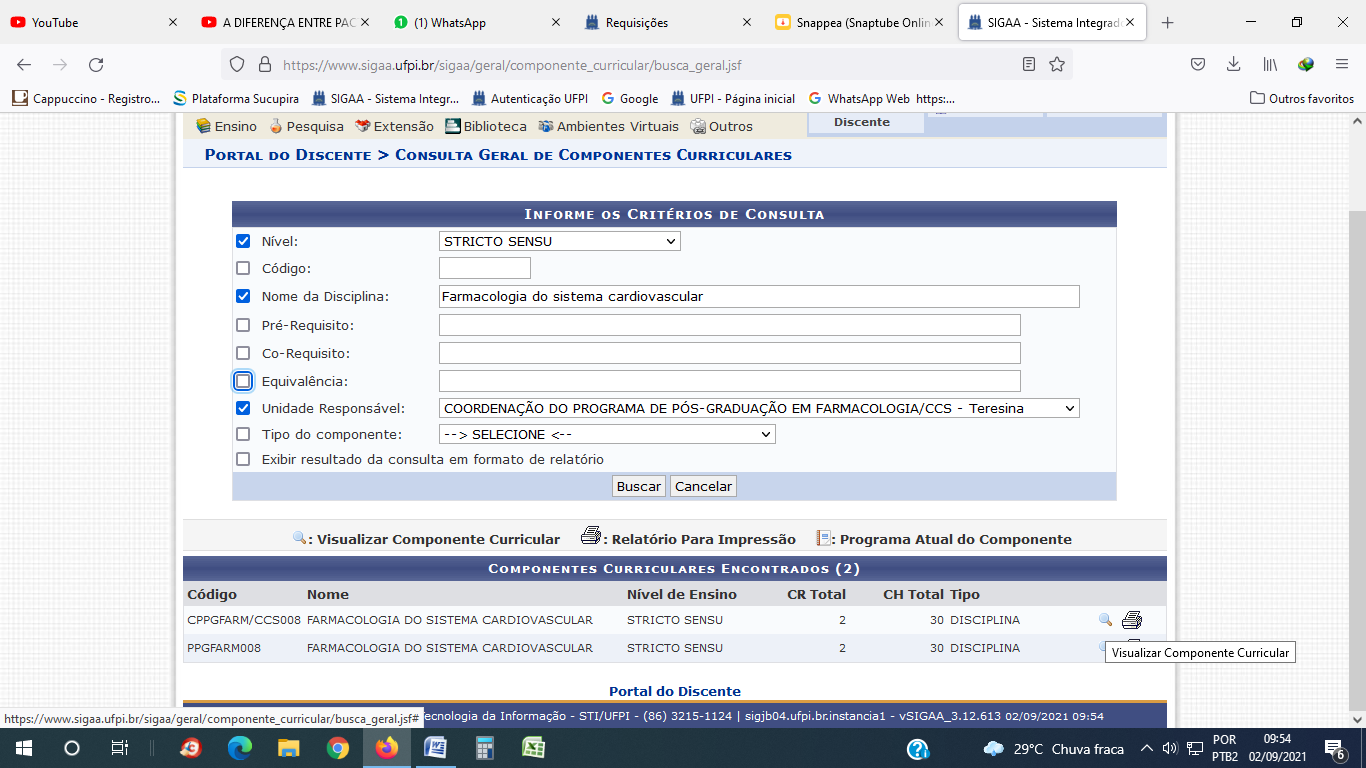 YouTube
A DIFERENÇA ENTRE PAC
(1) WhatsApp
Requisições
Snappea (Snaptube Onlin
SIGAA - Sistema Integrad
https://www.sigaa.ufpi.br/sigaa/geral/componente_curricular/busca_geral.jsf
Cappuccino - Registro...
Plataforma Sucupira
SIGAA - Sistema Integr...
Autenticação UFPI
Google
UFPI - Página inicial
WhatsApp Web https:...
Outros favoritos
Ensino Pesquisa Extensão Biblioteca Ambientes Virtuais Outros
Discente
Portal do Discente > Consulta Geral de Componentes Curriculares
Informe os Critérios de Consulta
Nível: STRICTO SENSU
Código:
Nome da Disciplina: Farmacologia do sistema cardiovascular
Pré-Requisito:
Co-Requisito:
Equivalência:
Unidade Responsável: COORDENAÇÃO DO PROGRAMA DE PÓS-GRADUAÇÃO EM FARMACOLOGIA/CCS - Teresina
Tipo do componente: --> SELECIONE <--
Exibir resultado da consulta em formato de relatório
Buscar Cancelar
: Visualizar Componente Curricular : Relatório Para Impressão : Programa Atual do Componente
Componentes Curriculares Encontrados (2)
Código Nome Nível de Ensino CR Total CH Total Tipo
CPPGFARM/CCS008 FARMACOLOGIA DO SISTEMA CARDIOVASCULAR STRICTO SENSU 2 30 DISCIPLINA
PPGFARM008 FARMACOLOGIA DO SISTEMA CARDIOVASCULAR STRICTO SENSU 2 30 DISCIPLINA
Visualizar Componente Curricular
Portal do Discente
https://www.sigaa.ufpi.br/sigaa/geral/componente_curricular/busca_geral.jsf#
Tecnologia da Informação - STI/UFPI - (86) 3215-1124 | sigjb04.ufpi.br.instancia1 - vSIGAA_3.12.613 02/09/2021 09:54
29°C Chuva fraca
POR
PTB2
09:54
02/09/2021
6